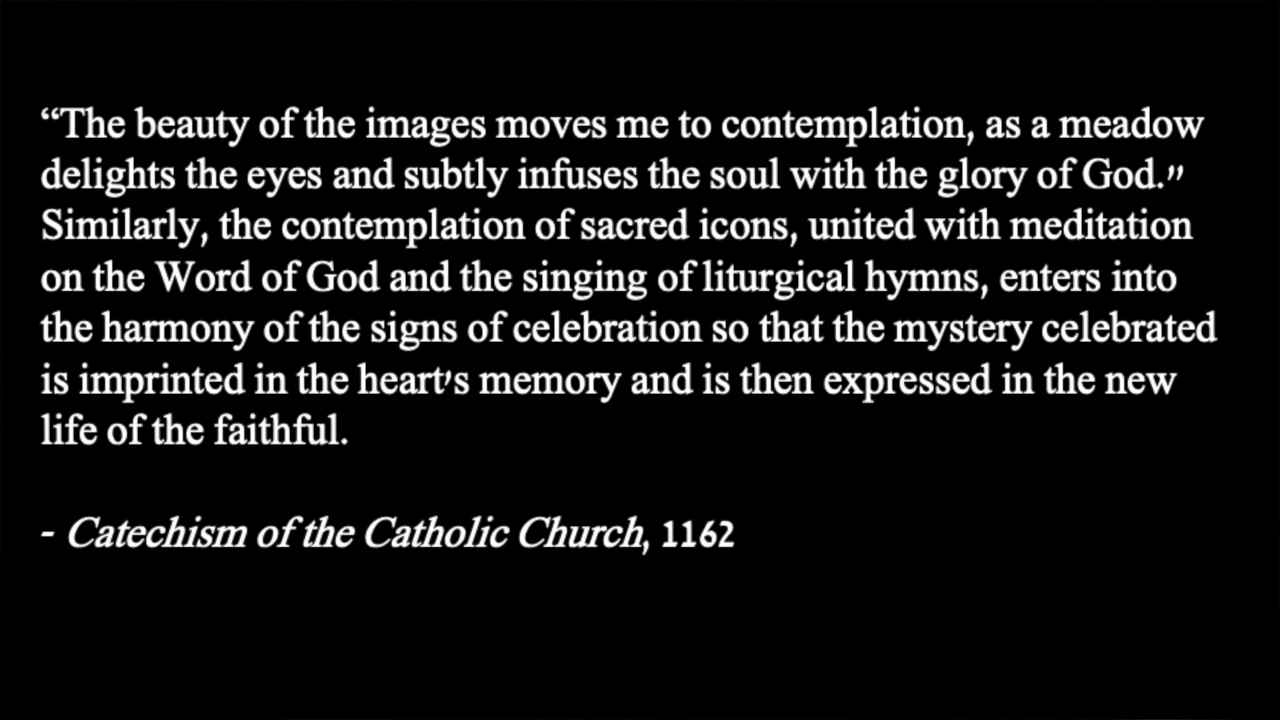 “The beauty of the images moves me to contemplation, as a meadow
delights the eyes and subtly infuses the soul with the glory of God.”
Similarly, the contemplation of sacred icons, united with meditation
on the Word of God and the singing of liturgical hymns, enters into
the harmony of the signs of celebration so that the mystery celebrated
is imprinted in the heart's memory and is then expressed in the new
life of the faithful.
- Catechism of the Catholic Church, 1162